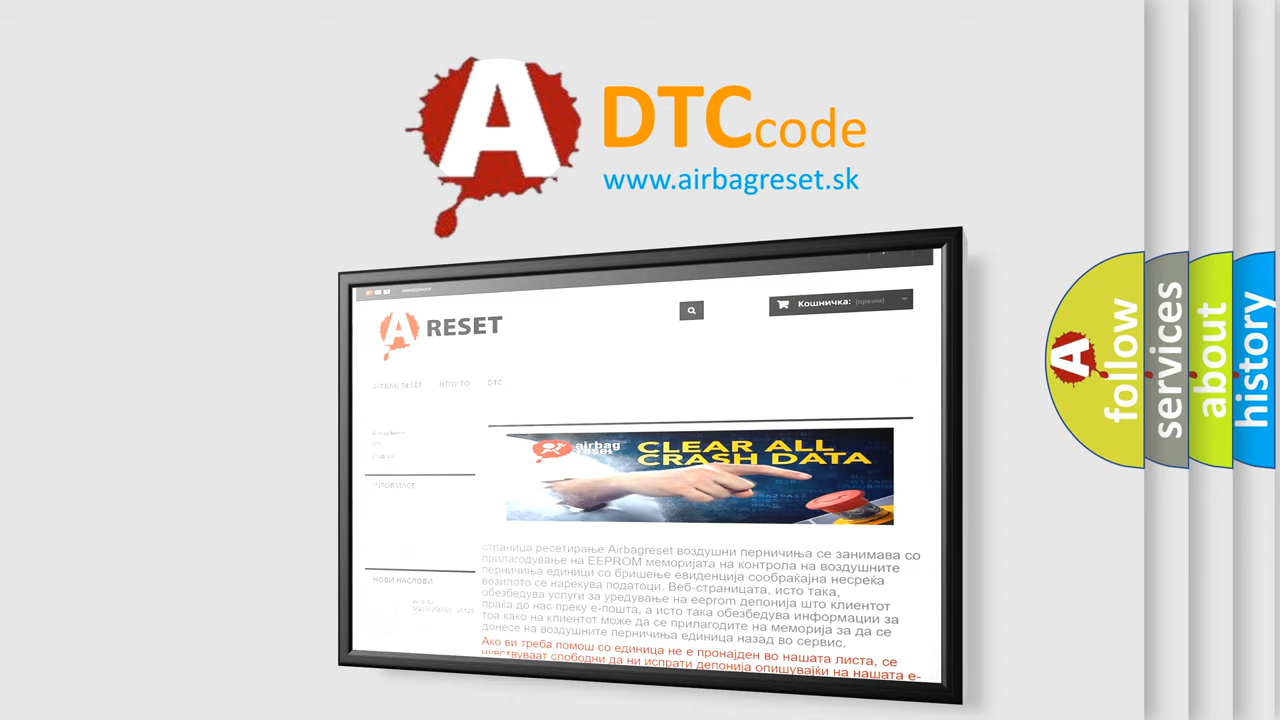 A
DTC code
www.airbagreset.sk
A RESET
Кошничка: (празни)
AIRBAG RESET HOW TO DTC
airbag reset
CLEAR ALL
CRASH DATA
INFORMACE
страница ресетирање Airbagreset воздушни перничиња се занимава со
прилагодување на EEPROM меморијата на контрола на воздушните
перничиња единици со бришење евиденција сообраќајна несреќа
возилото се нарекува податоци. Веб-страницата, исто така,
обезбедува услуги за уредување на eeprom депонија што клиентот
праќа до нас преку е-пошта, а исто така обезбедува информации за
тоа како на клиентот може да се прилагодите на меморија за да се
донесе на воздушните перничиња единица назад во сервис.
Ако ви треба помош со единица не е пронајден во нашата листа, се
чувствуваат слободни да ни испрати депонија опишувајќи на нашата е-
НОВИ НАСЛОВИ
A
follow
services
about
history